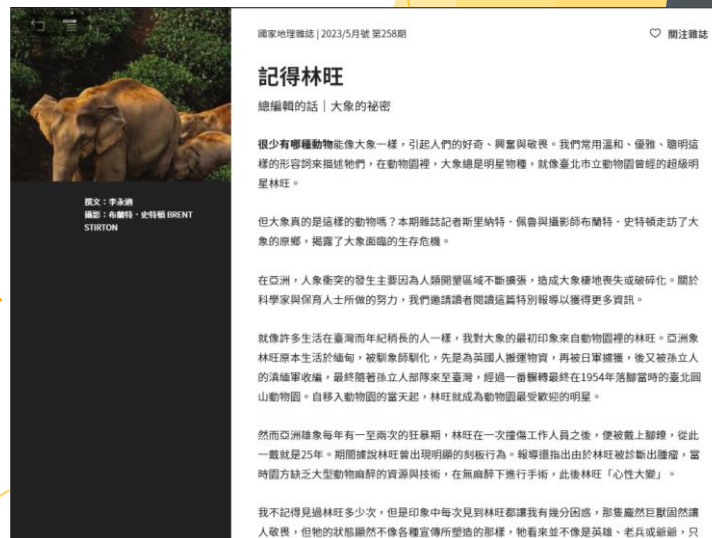 國家地理雜誌 | 2023/5月號 第258期
關注雜誌
記得林旺
總編輯的話｜大象的祕密
撰文：李永適
攝影：布蘭特．史特頓 BRENT
STIRTON
很少有哪種動物能像大象一樣，引起人們的好奇、興奮與敬畏。我們常用溫和、優雅、聰明這
樣的形容詞來描述牠們，在動物園裡，大象總是明星物種，就像臺北市立動物園曾經的超級明
星林旺。
但大象真的是這樣的動物嗎？本期雜誌記者斯里納特．佩魯與攝影師布蘭特．史特頓走訪了大
象的原鄉，揭露了大象面臨的生存危機。
在亞洲，人象衝突的發生主要因為人類開墾區域不斷擴張，造成大象棲地喪失或破碎化。關於
科學家與保育人士所做的努力，我們邀請讀者閱讀這篇特別報導以獲得更多資訊。
就像許多生活在臺灣而年紀稍長的人一樣，我對大象的最初印象來自動物園裡的林旺。亞洲象
林旺原本生活於緬甸，被馴象師馴化，先是為英國人搬運物資，再被日軍擄獲，後又被孫立人
的滇緬軍收編，最終隨著孫立人部隊來至臺灣，經過一番輾轉最終在1954年落腳當時的臺北圓
山動物園。自移入動物園的當天起，林旺就成為動物園最受歡迎的明星。
然而亞洲雄象每年有一至兩次的狂暴期，林旺在一次撞傷工作人員之後，便被戴上腳鐐，從此
一戴就是25年。期間據說林旺曾出現明顯的刻板行為。報導還指出由於林旺被診斷出腫瘤，當
時園方缺乏大型動物麻醉的資源與技術，在無麻醉下進行手術，此後林旺「心性大變」。
我不記得見過林旺多少次，但是印象中每次見到林旺都讓我有幾分困惑，那隻龐然巨獸固然讓
人敬畏，但牠的狀態顯然不像各種宣傳所塑造的那樣，牠看來並不像是英雄、老兵或爺爺，只